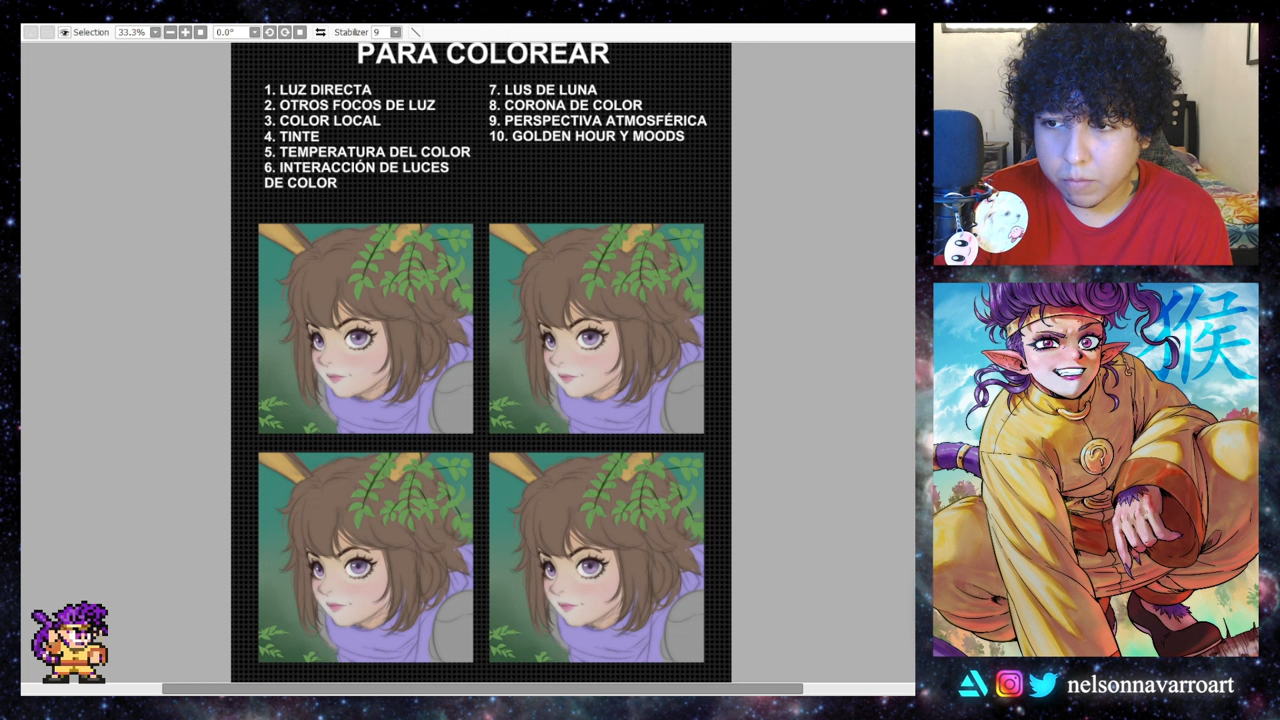 Selection 33.3% 0.0° Stabilizer 9
PARA COLOREAR
1. LUZ DIRECTA
2. OTROS FOCOS DE LUZ
3. COLOR LOCAL
4. TINTE
5. TEMPERATURA DEL COLOR
6. INTERACCIÓN DE LUCES
DE COLOR
7. LUS DE LUNA
8. CORONA DE COLOR
9. PERSPECTIVA ATMOSFÉRICA
10. GOLDEN HOUR Y MOODS
猴
nelsonnavarroart